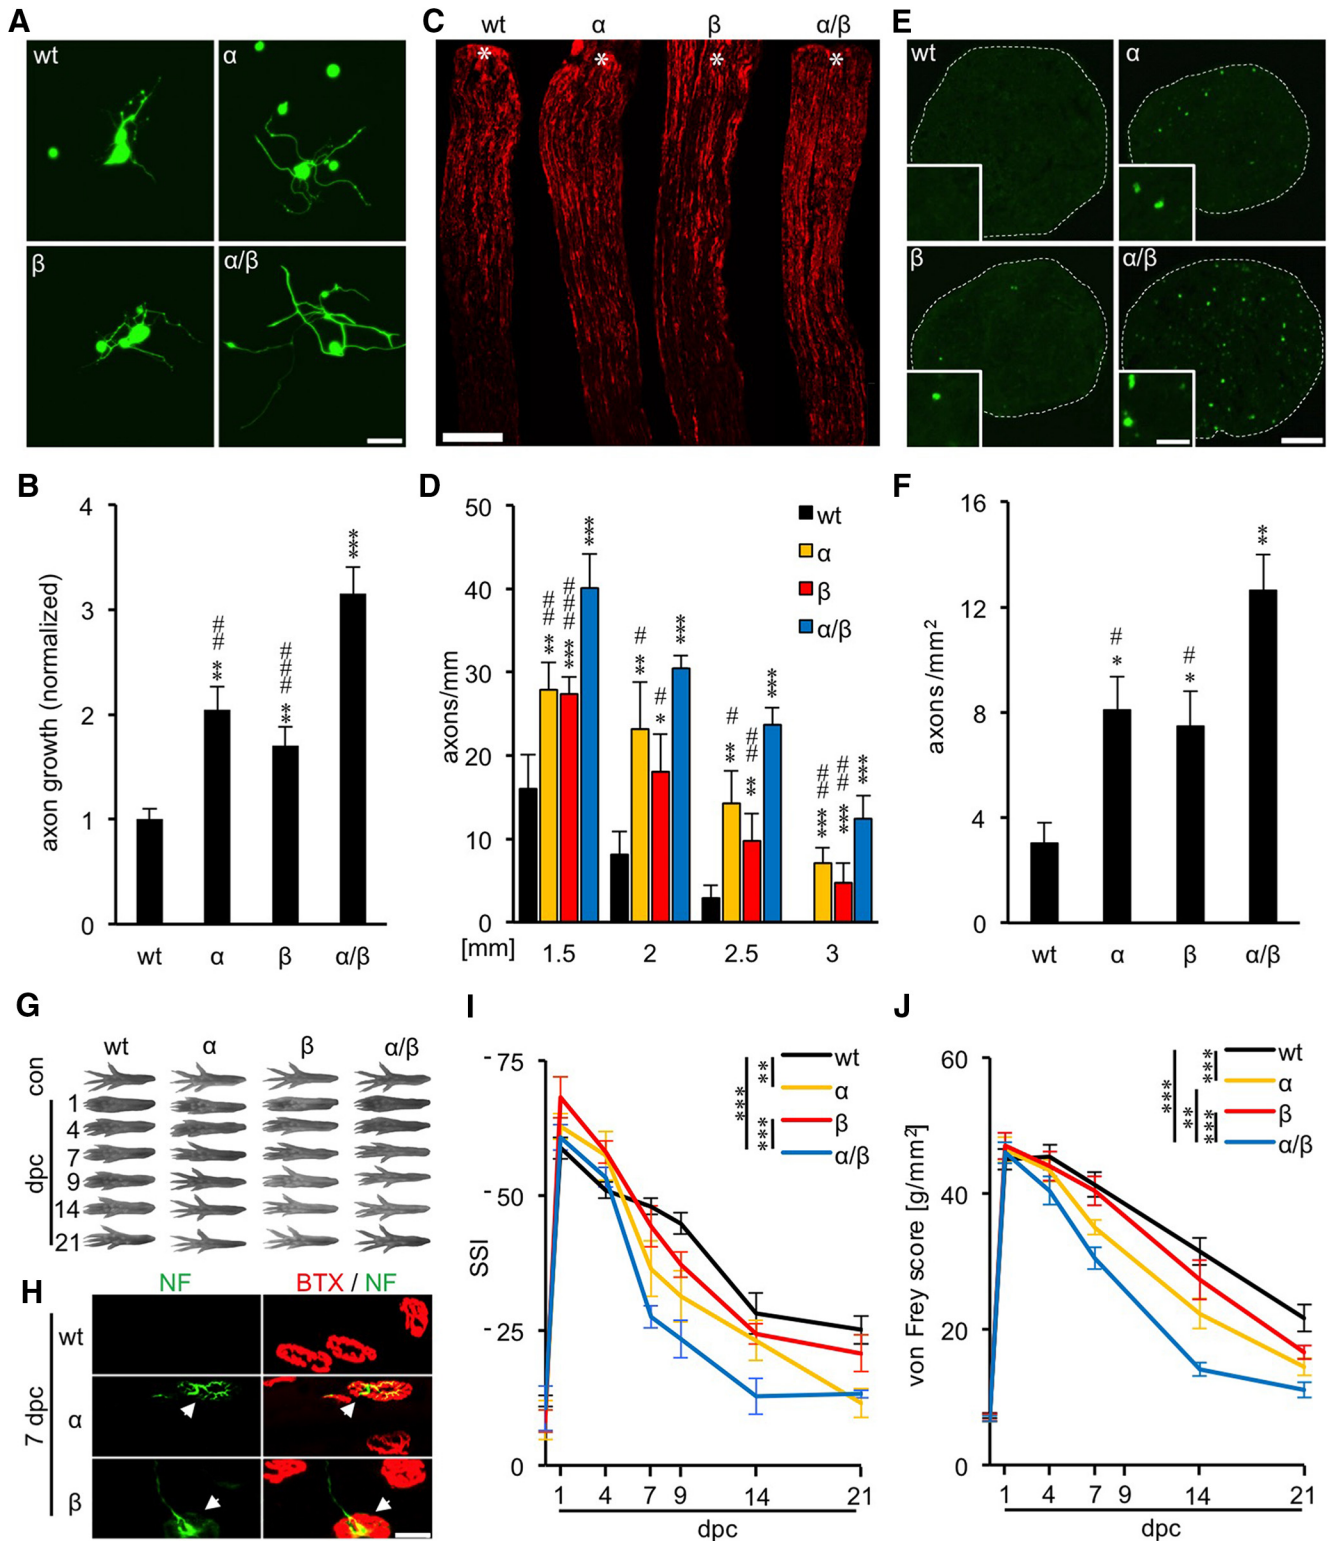 A
wt
α
β
α/β
B
axon growth (normalized)
4
3
2
1
0
##
**
###
**
***
wt α β α/β
C
wt α β α/β
* * * *
D
axons/mm
50
40
30
20
10
0
wt
α
β
α/β
##
**
###
***
***
#
**
#
*
***
#
**
##
**
***
##
***
##
***
***
[mm] 1.5 2 2.5 3
E
wt
α
β
α/β
F
axons /mm²
16
12
8
4
0
#
*
#
*
**
wt α β α/β
G
wt α β α/β
con
dpc
1
4
7
9
14
21
H
NF BTX / NF
7 dpc
wt
α
β
I
SSI
-75
-50
-25
0
wt
α
β
α/β
**
***
***
1 4 7 9 14 21
dpc
J
von Frey score [g/mm²]
60
40
20
0
wt
α
β
α/β
***
***
**
***
1 4 7 9 14 21
dpc